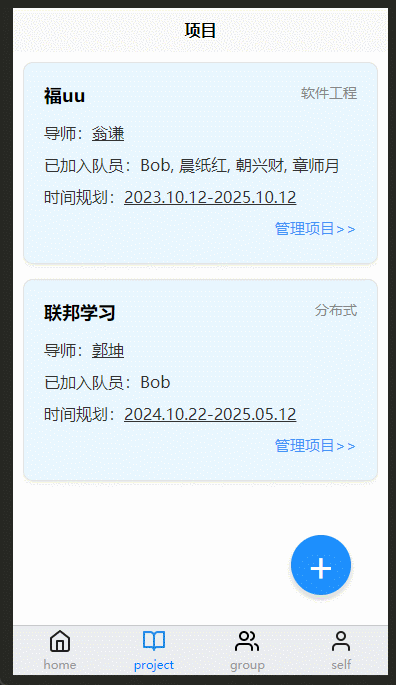 项目
福uu 软件工程
导师：翁谦
已加入队员：Bob, 晨纸红, 朝兴财, 章师月
时间规划：2023.10.12-2025.10.12
管理项目>>
联邦学习 分布式
导师：郭坤
已加入队员：Bob
时间规划：2024.10.22-2025.05.12
管理项目>>
+
home project group self